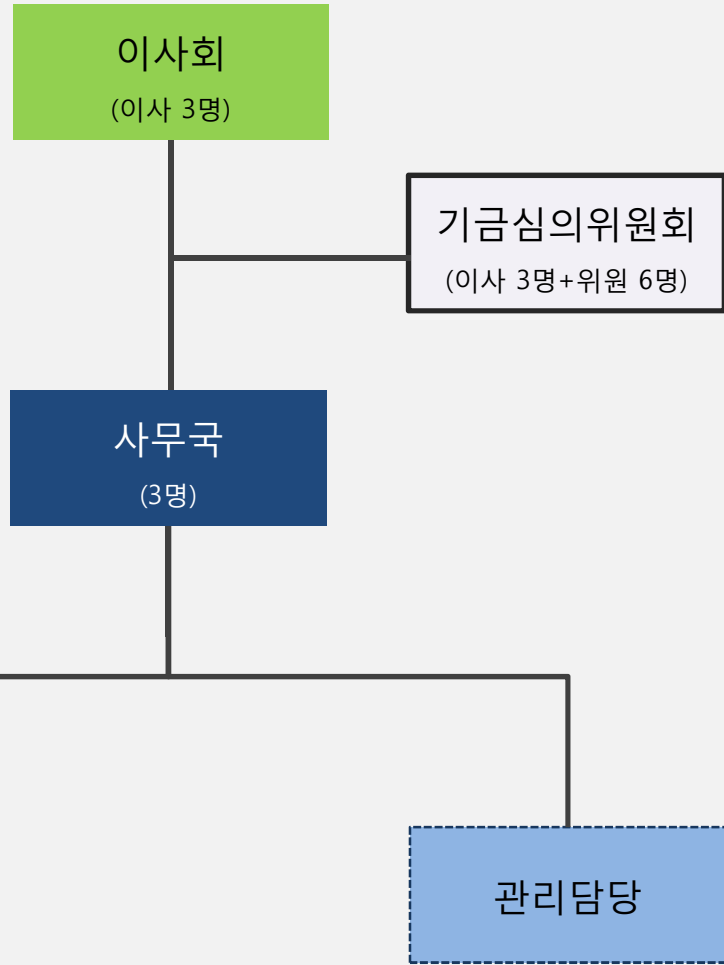 이사회
(이사 3명)
기금심의위원회
(이사 3명+위원 6명)
사무국
(3명)
관리담당